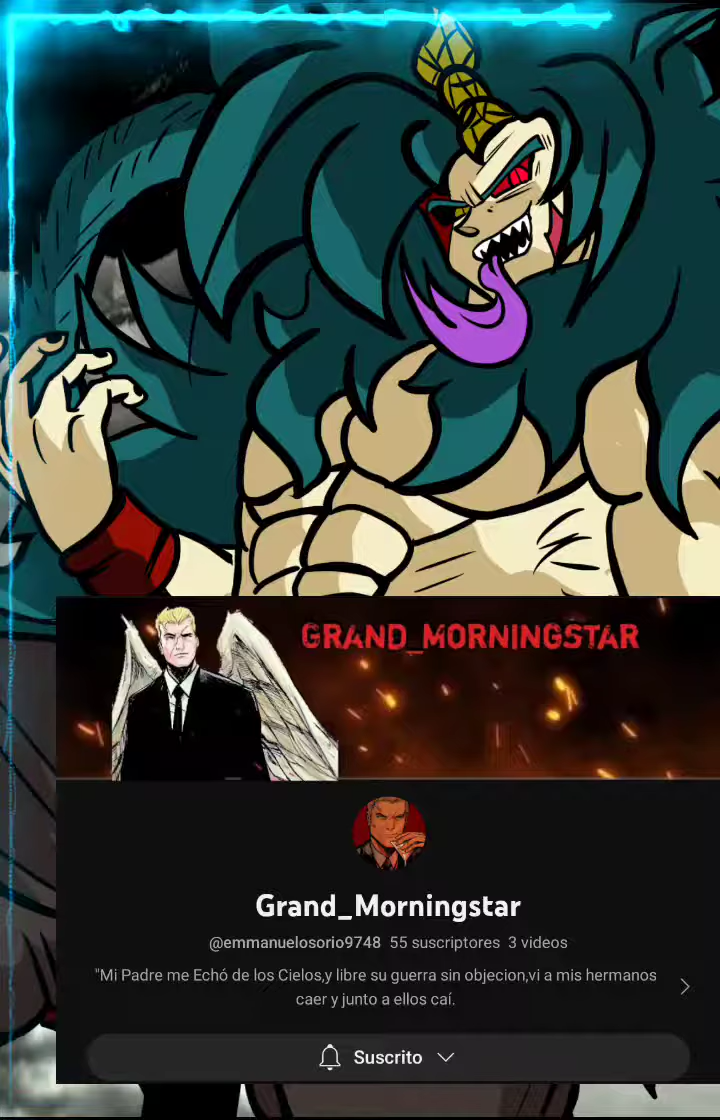 GRAND_MORNINGSTAR
Grand_Morningstar
@emmanuelosorio9748 55 suscriptores 3 videos
"Mi Padre me Echó de los Cielos,y libre su guerra sin objecion,vi a mis hermanos
caer y junto a ellos caí.
Suscrito